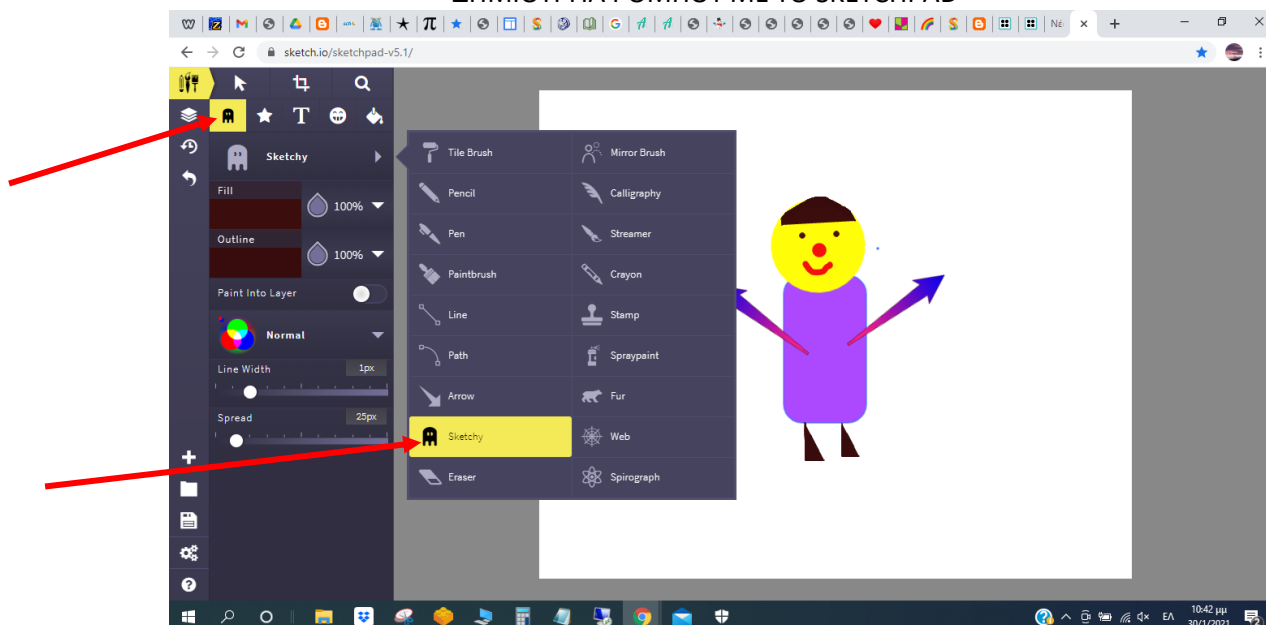 sketch.io/sketchpad-v5.1/
T
Sketchy
Fill
100%
Outline
100%
Paint Into Layer
Normal
Line Width 1px
Spread 25px
Tile Brush Mirror Brush
Pencil Calligraphy
Pen Streamer
Paintbrush Crayon
Line Stamp
Path Spraypaint
Arrow Fur
Sketchy Web
Eraser Spirograph
ΕΛ 10:42 μμ
30/1/2021